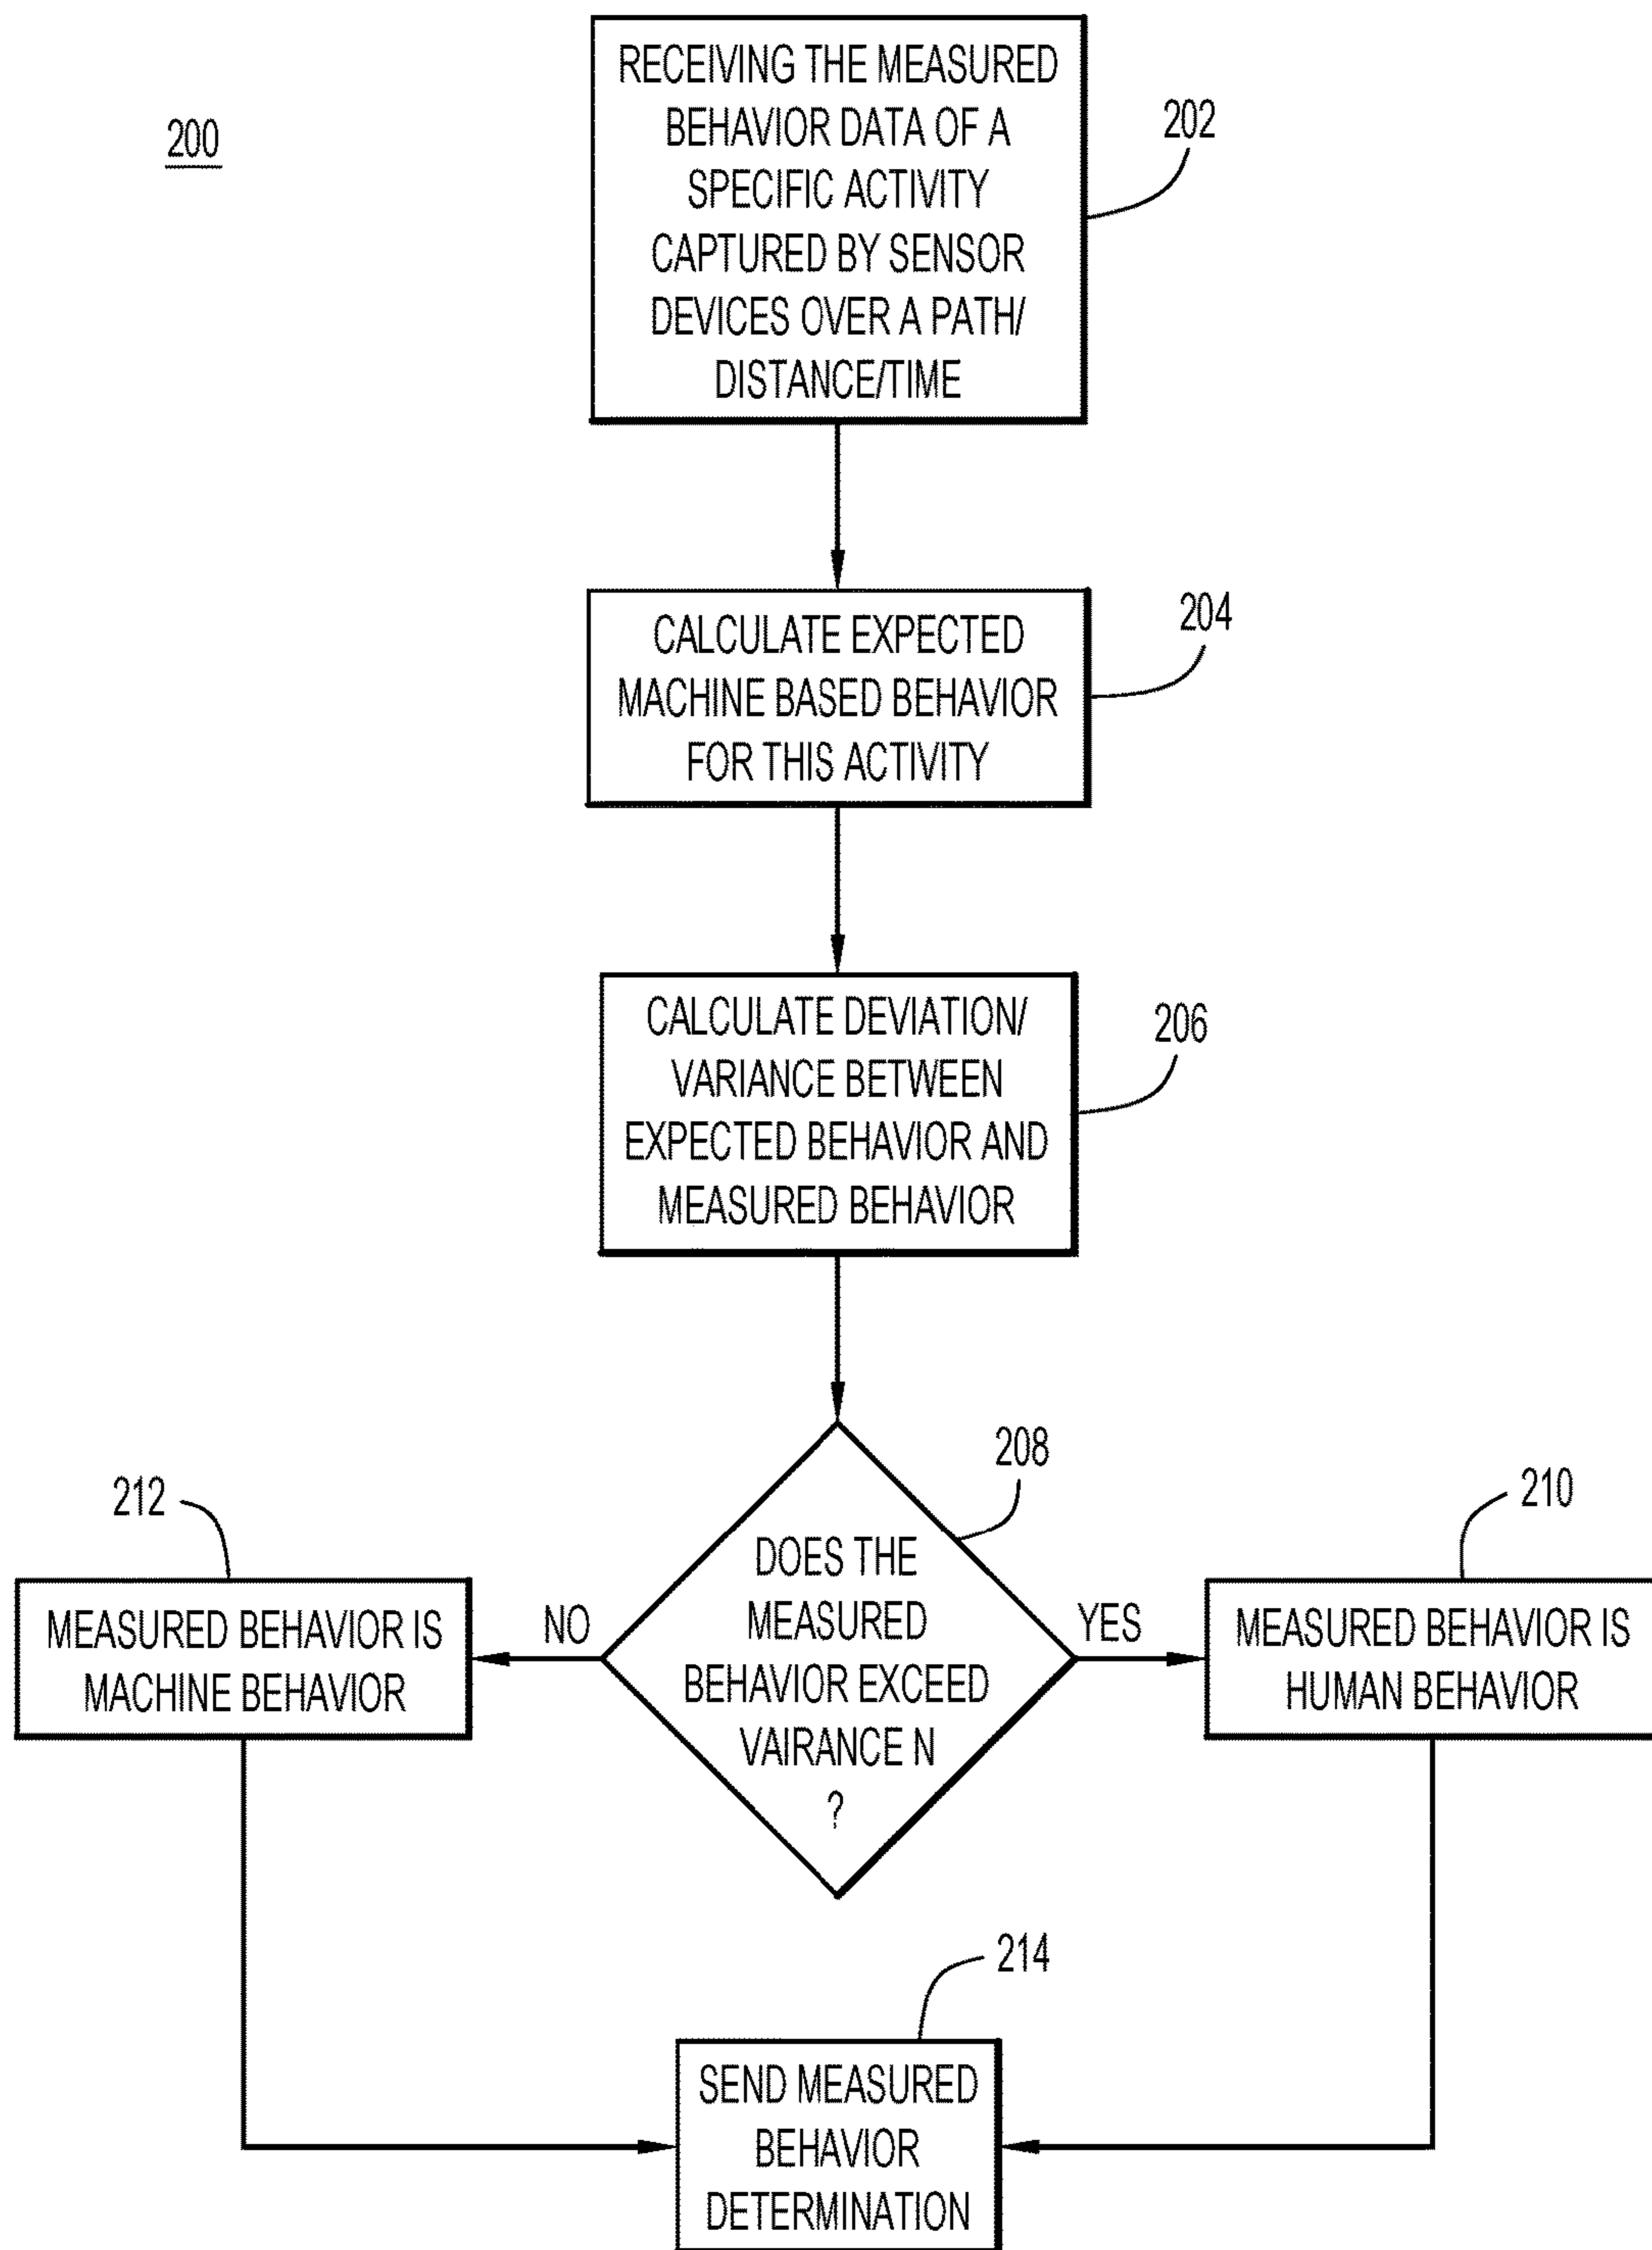 200
RECEIVING THE MEASURED
BEHAVIOR DATA OF A
SPECIFIC ACTIVITY
CAPTURED BY SENSOR
DEVICES OVER A PATH/
DISTANCE/TIME
202
CALCULATE EXPECTED
MACHINE BASED BEHAVIOR
FOR THIS ACTIVITY
204
CALCULATE DEVIATION/
VARIANCE BETWEEN
EXPECTED BEHAVIOR AND
MEASURED BEHAVIOR
206
DOES THE
MEASURED
BEHAVIOR EXCEED
VAIRANCE N
?
208
NO
YES
212
MEASURED BEHAVIOR IS
MACHINE BEHAVIOR
210
MEASURED BEHAVIOR IS
HUMAN BEHAVIOR
214
SEND MEASURED
BEHAVIOR
DETERMINATION